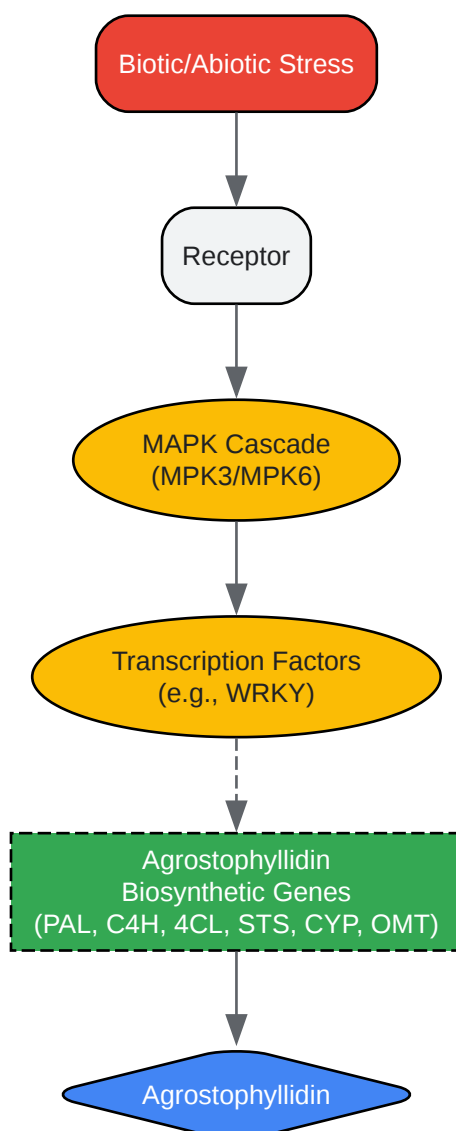 Biotic/Abiotic Stress
Receptor
MAPK Cascade
(MPK3/MPK6)
Transcription Factors
(e.g., WRKY)
Agrostophyllidin
Biosynthetic Genes
(PAL, C4H, 4CL, STS, CYP, OMT)
Agrostophyllidin